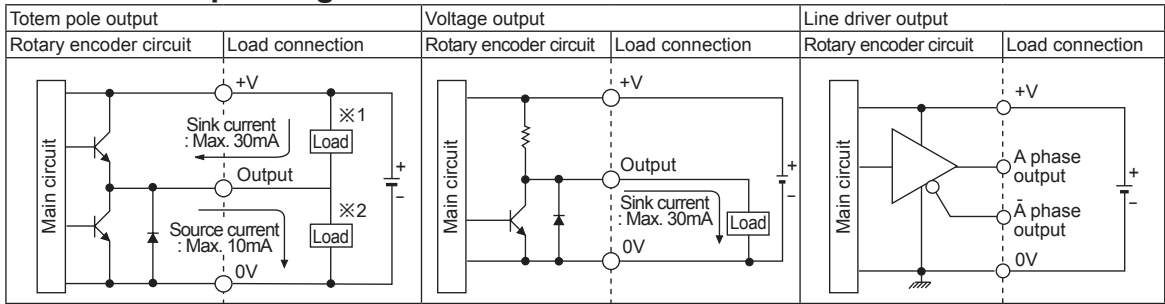 Totem pole output
Rotary encoder circuit
Load connection
Main circuit
+V
Sink current
: Max. 30mA
※1
Load
Output
※2
Source current
: Max. 10mA
Load
0V
+
−
Voltage output
Rotary encoder circuit
Load connection
Main circuit
+V
Output
Sink current
: Max. 30mA
Load
0V
+
−
Line driver output
Rotary encoder circuit
Load connection
Main circuit
+V
A phase
output
Ā phase
output
0V
+
−